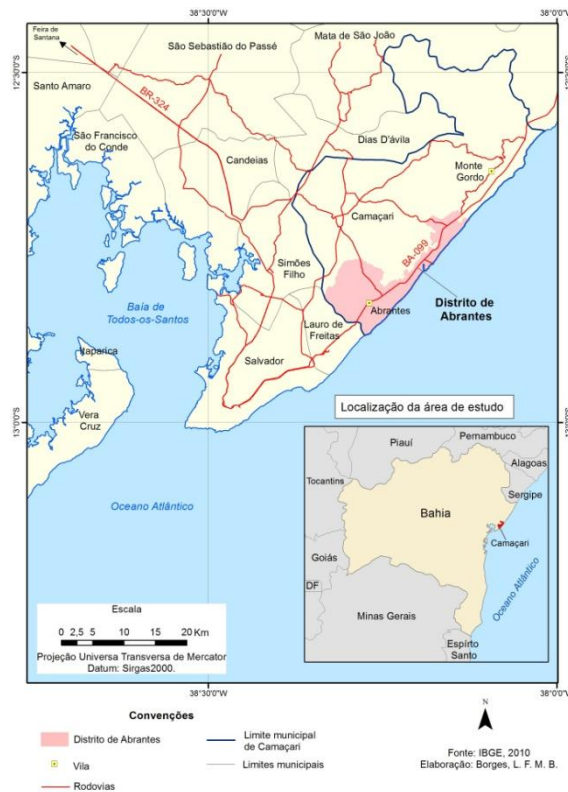 38°30'0"W
38°0'0"W
Feira de
Santana
São Sebastião do Passé
Mata de São João
12°30'0"S
12°30'0"S
Santo Amaro
BR-324
São Francisco
do Conde
Dias D'ávila
Candeias
Monte
Gordo
Camaçari
BA-099
Simões
Filho
Baía de
Todos-os-Santos
Distrito de
Abrantes
Abrantes
Lauro de
Freitas
Itaparica
Salvador
Vera
Cruz
13°0'0"S
13°0'0"S
Localização da área de estudo
Oceano Atlântico
Piauí
Pernambuco
Alagoas
Tocantins
Sergipe
Bahia
Camaçari
Goiás
DF
Oceano Atlântico
Minas Gerais
Espírito
Santo
Escala
0 2,5 5 10 15 20 Km
Projeção Universa Transversa de Mercator
Datum: Sirgas2000.
38°30'0"W
38°0'0"W
Convenções
N
Distrito de Abrantes
Limite municipal
de Camaçari
Vila
Limites municipais
Fonte: IBGE, 2010
Elaboração: Borges, L. F. M. B.
Rodovias